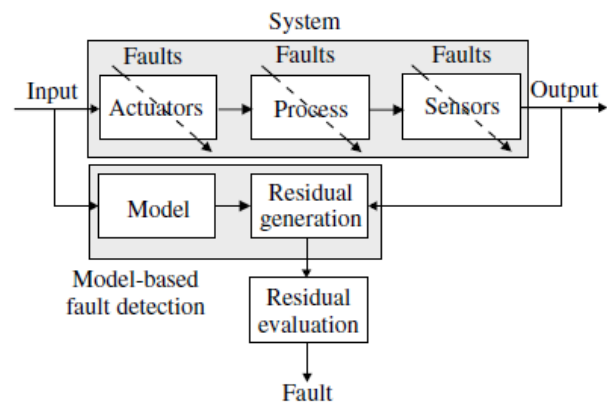 System
Faults Faults Faults
Input
Output
Actuators
Process
Sensors
Model
Residual
generation
Model-based
fault detection
Residual
evaluation
Fault